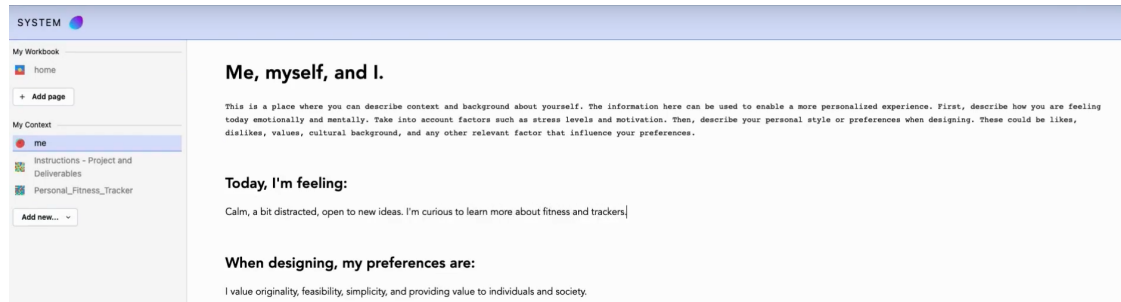 SYSTEM
My Workbook
home
+ Add page
My Context
me
Instructions - Project and
Deliverables
Personal_Fitness_Tracker
Add new...
Me, myself, and I.
This is a place where you can describe context and background about yourself. The information here can be used to enable a more personalized experience. First, describe how you are feeling
today emotionally and mentally. Take into account factors such as stress levels and motivation. Then, describe your personal style or preferences when designing. These could be likes,
dislikes, values, cultural background, and any other relevant factor that influence your preferences.
Today, I'm feeling:
Calm, a bit distracted, open to new ideas. I'm curious to learn more about fitness and trackers.
When designing, my preferences are:
I value originality, feasibility, simplicity, and providing value to individuals and society.